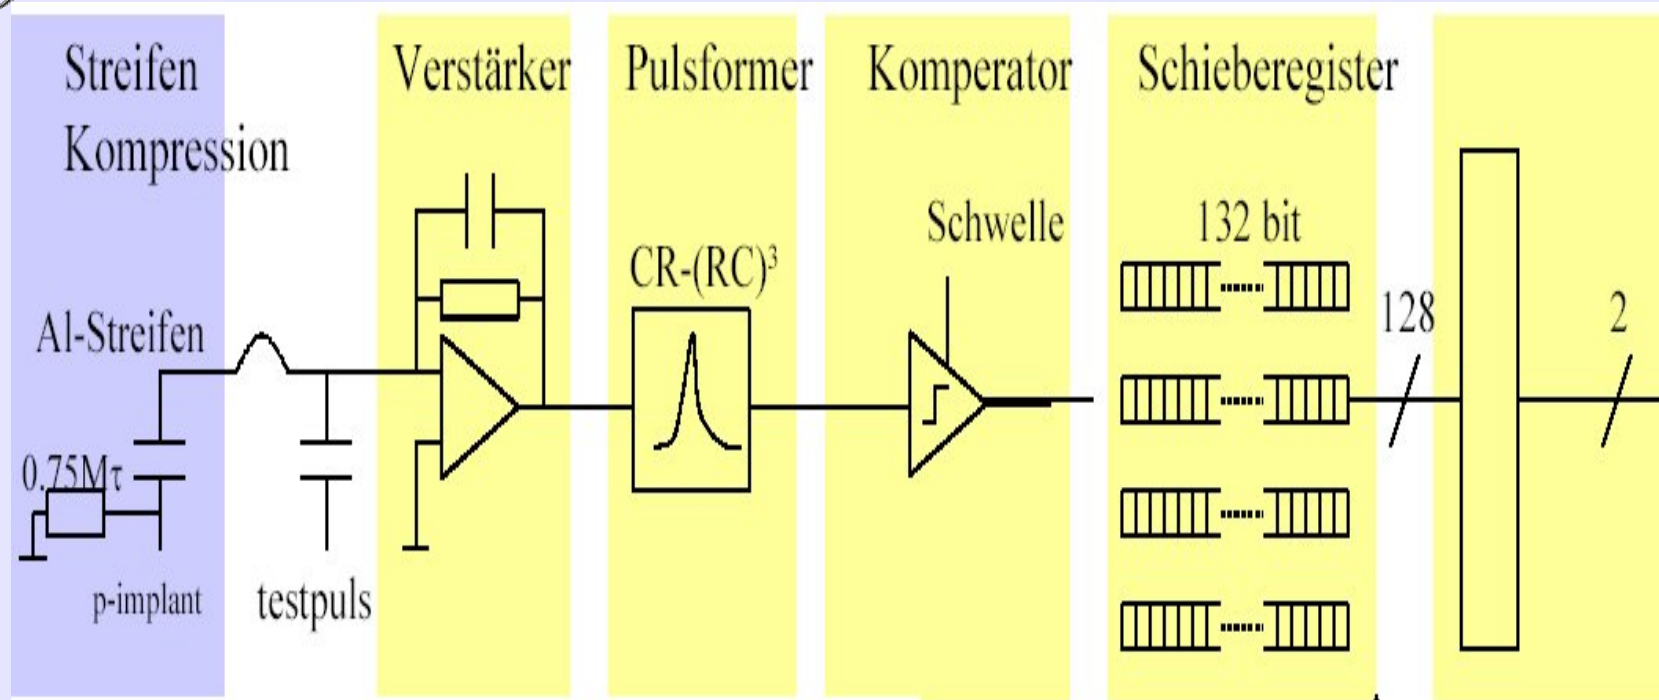 Streifen
Kompression
Verstärker
Pulsformer
Komperator
Schieberegister
Schwelle
132 bit
CR-(RC)³
Al-Streifen
128
2
0.75Mτ
p-implant
testpuls